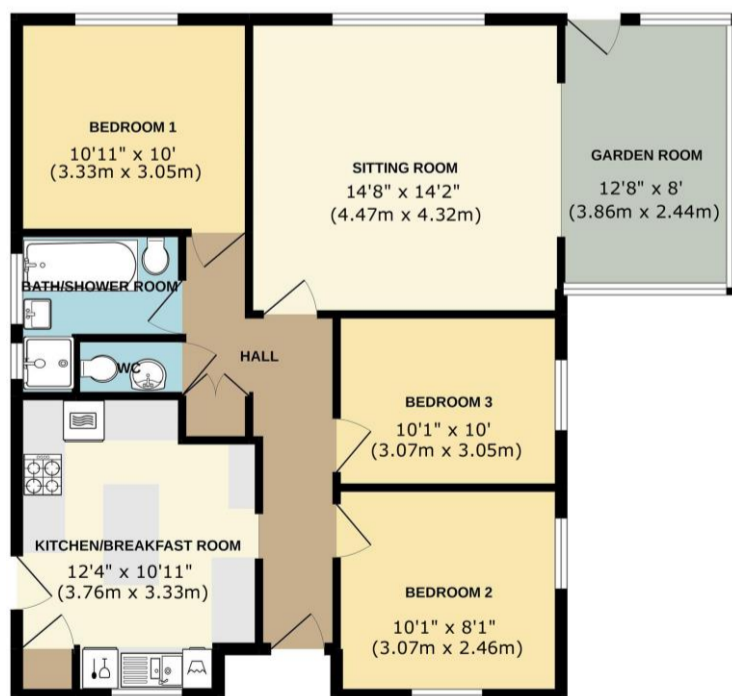 BEDROOM 1
10'11" x 10'
(3.33m x 3.05m)
SITTING ROOM
14'8" x 14'2"
(4.47m x 4.32m)
GARDEN ROOM
12'8" x 8'
(3.86m x 2.44m)
BATH/SHOWER ROOM
WC
HALL
BEDROOM 3
10'1" x 10'
(3.07m x 3.05m)
KITCHEN/BREAKFAST ROOM
12'4" x 10'11"
(3.76m x 3.33m)
BEDROOM 2
10'1" x 8'1"
(3.07m x 2.46m)